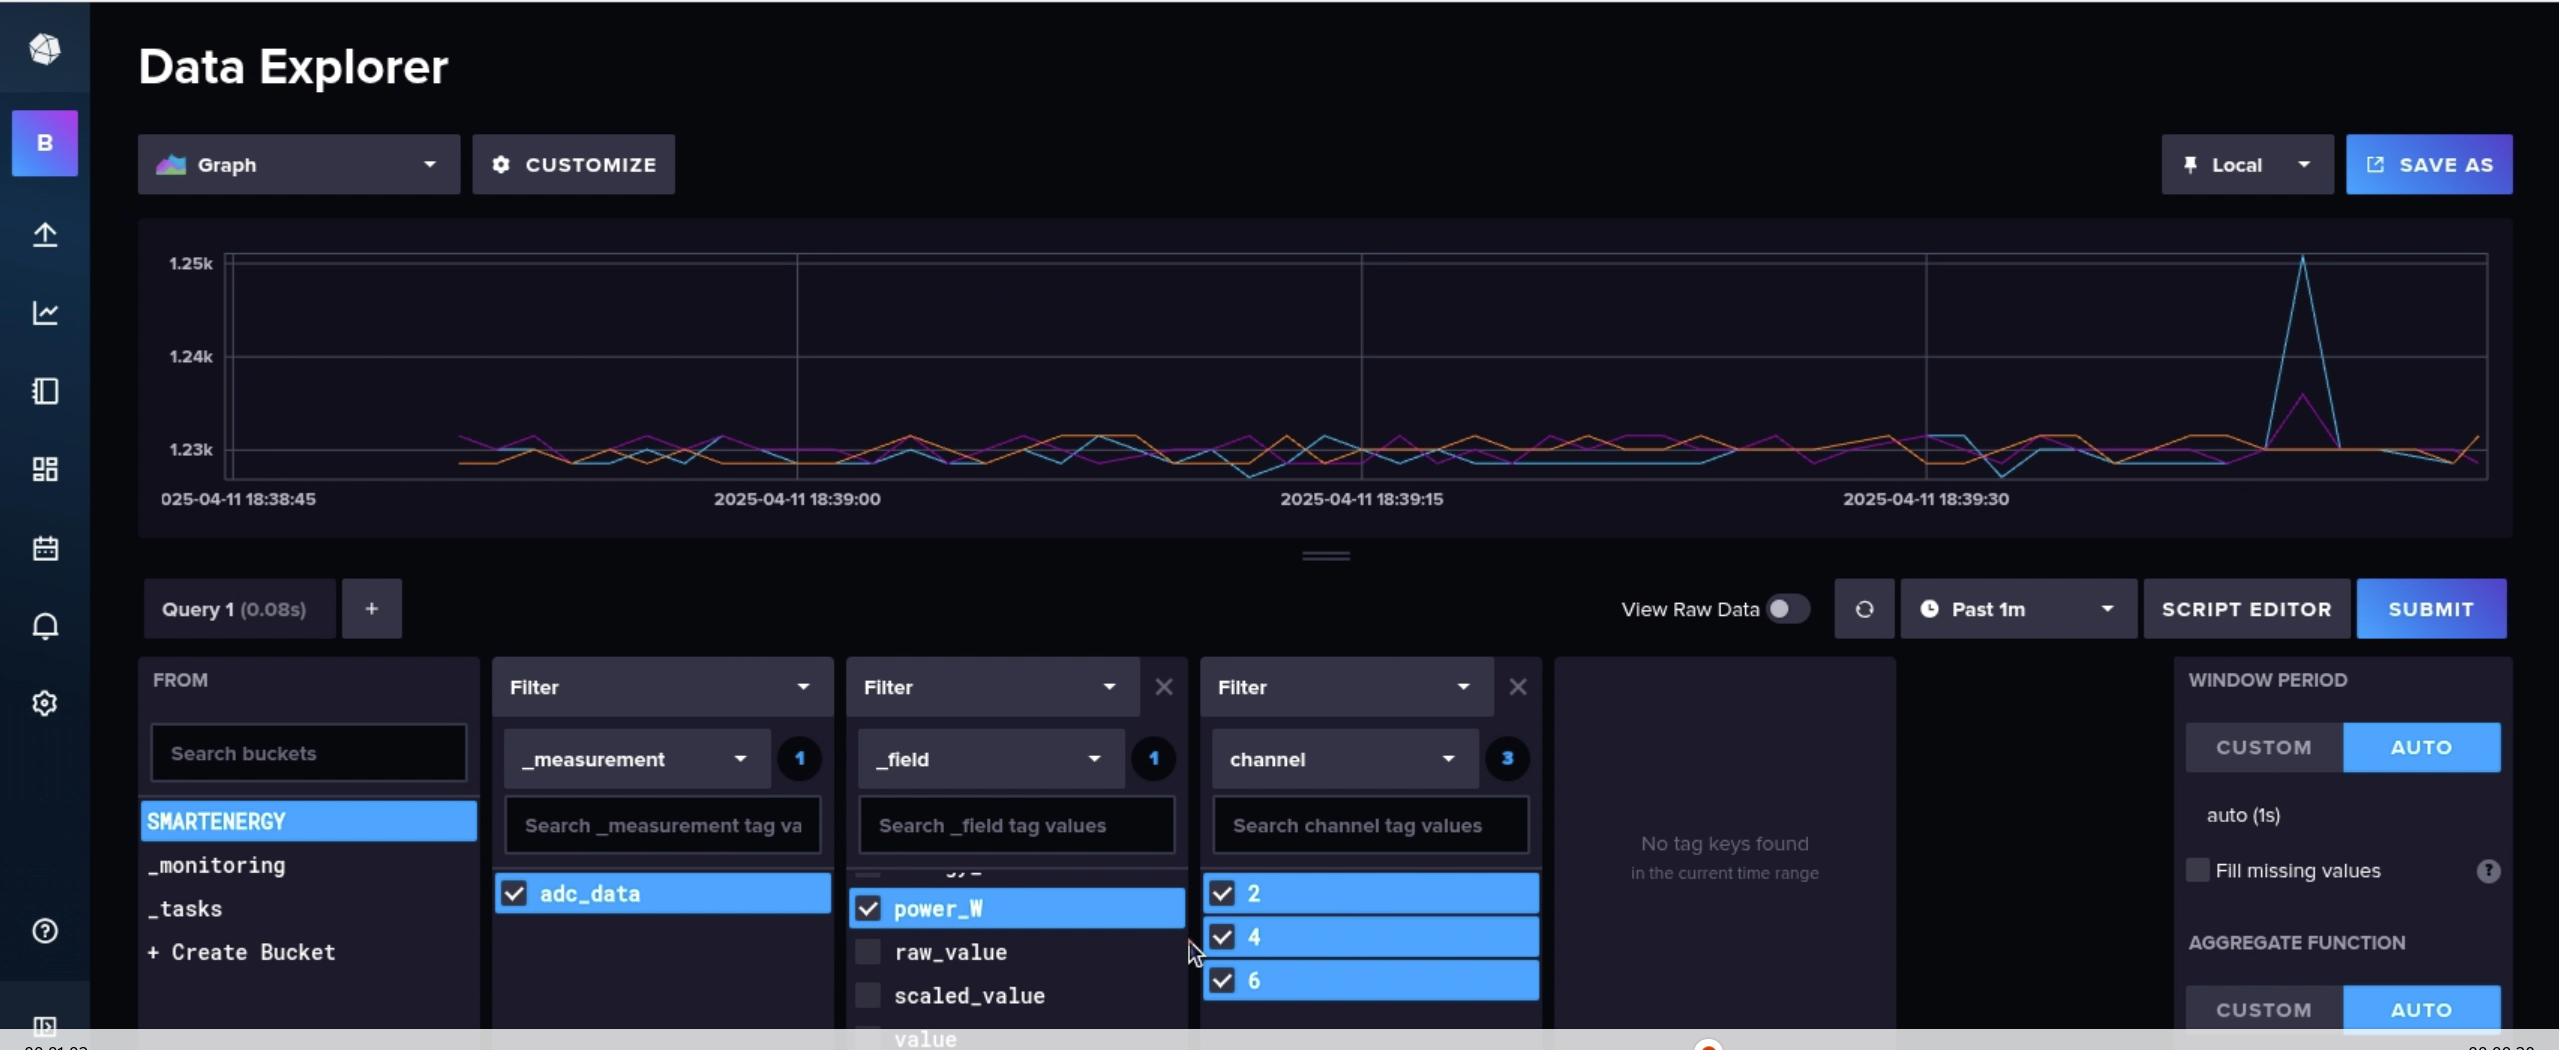 Data Explorer
B
Graph
CUSTOMIZE
Local
SAVE AS
1.25k
1.24k
1.23k
025-04-11 18:38:45
2025-04-11 18:39:00
2025-04-11 18:39:15
2025-04-11 18:39:30
Query 1 (0.08s)
+
View Raw Data
Past 1m
SCRIPT EDITOR
SUBMIT
FROM
Search buckets
SMARTENERGY
_monitoring
_tasks
+ Create Bucket
Filter
_measurement
1
Search _measurement tag va
adc_data
Filter
_field
1
Search _field tag values
power_W
raw_value
scaled_value
value
Filter
channel
3
Search channel tag values
2
4
6
No tag keys found
in the current time range
WINDOW PERIOD
CUSTOM
AUTO
auto (1s)
Fill missing values
?
AGGREGATE FUNCTION
CUSTOM
AUTO